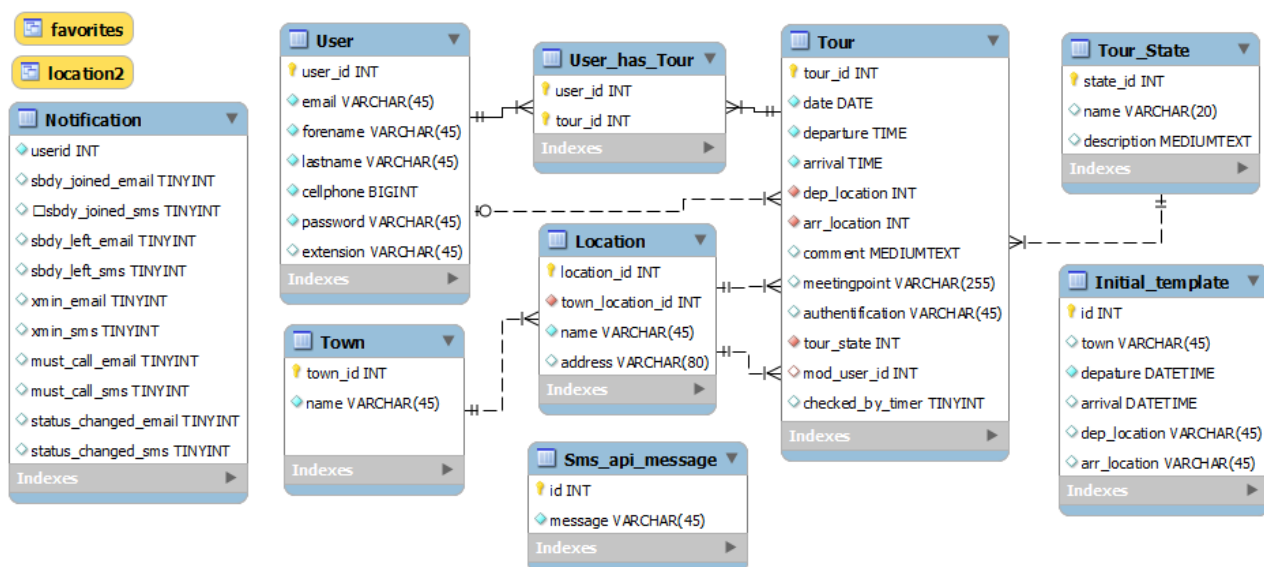 favorites
location2
Notification
userid INT
sbdy_joined_email TINYINT
□sbdy_joined_sms TINYINT
sbdy_left_email TINYINT
sbdy_left_sms TINYINT
xmin_email TINYINT
xmin_sms TINYINT
must_call_email TINYINT
must_call_sms TINYINT
status_changed_email TINYINT
status_changed_sms TINYINT
Indexes
User
user_id INT
email VARCHAR(45)
forename VARCHAR(45)
lastname VARCHAR(45)
cellphone BIGINT
password VARCHAR(45)
extension VARCHAR(45)
Indexes
Town
town_id INT
name VARCHAR(45)
Indexes
User_has_Tour
user_id INT
tour_id INT
Indexes
Location
location_id INT
town_location_id INT
name VARCHAR(45)
address VARCHAR(80)
Indexes
Sms_api_message
id INT
message VARCHAR(45)
Indexes
Tour
tour_id INT
date DATE
departure TIME
arrival TIME
dep_location INT
arr_location INT
comment MEDIUMTEXT
meetingpoint VARCHAR(255)
authentification VARCHAR(45)
tour_state INT
mod_user_id INT
checked_by_timer TINYINT
Indexes
Tour_State
state_id INT
name VARCHAR(20)
description MEDIUMTEXT
Indexes
Initial_template
id INT
town VARCHAR(45)
depature DATETIME
arrival DATETIME
dep_location VARCHAR(45)
arr_location VARCHAR(45)
Indexes